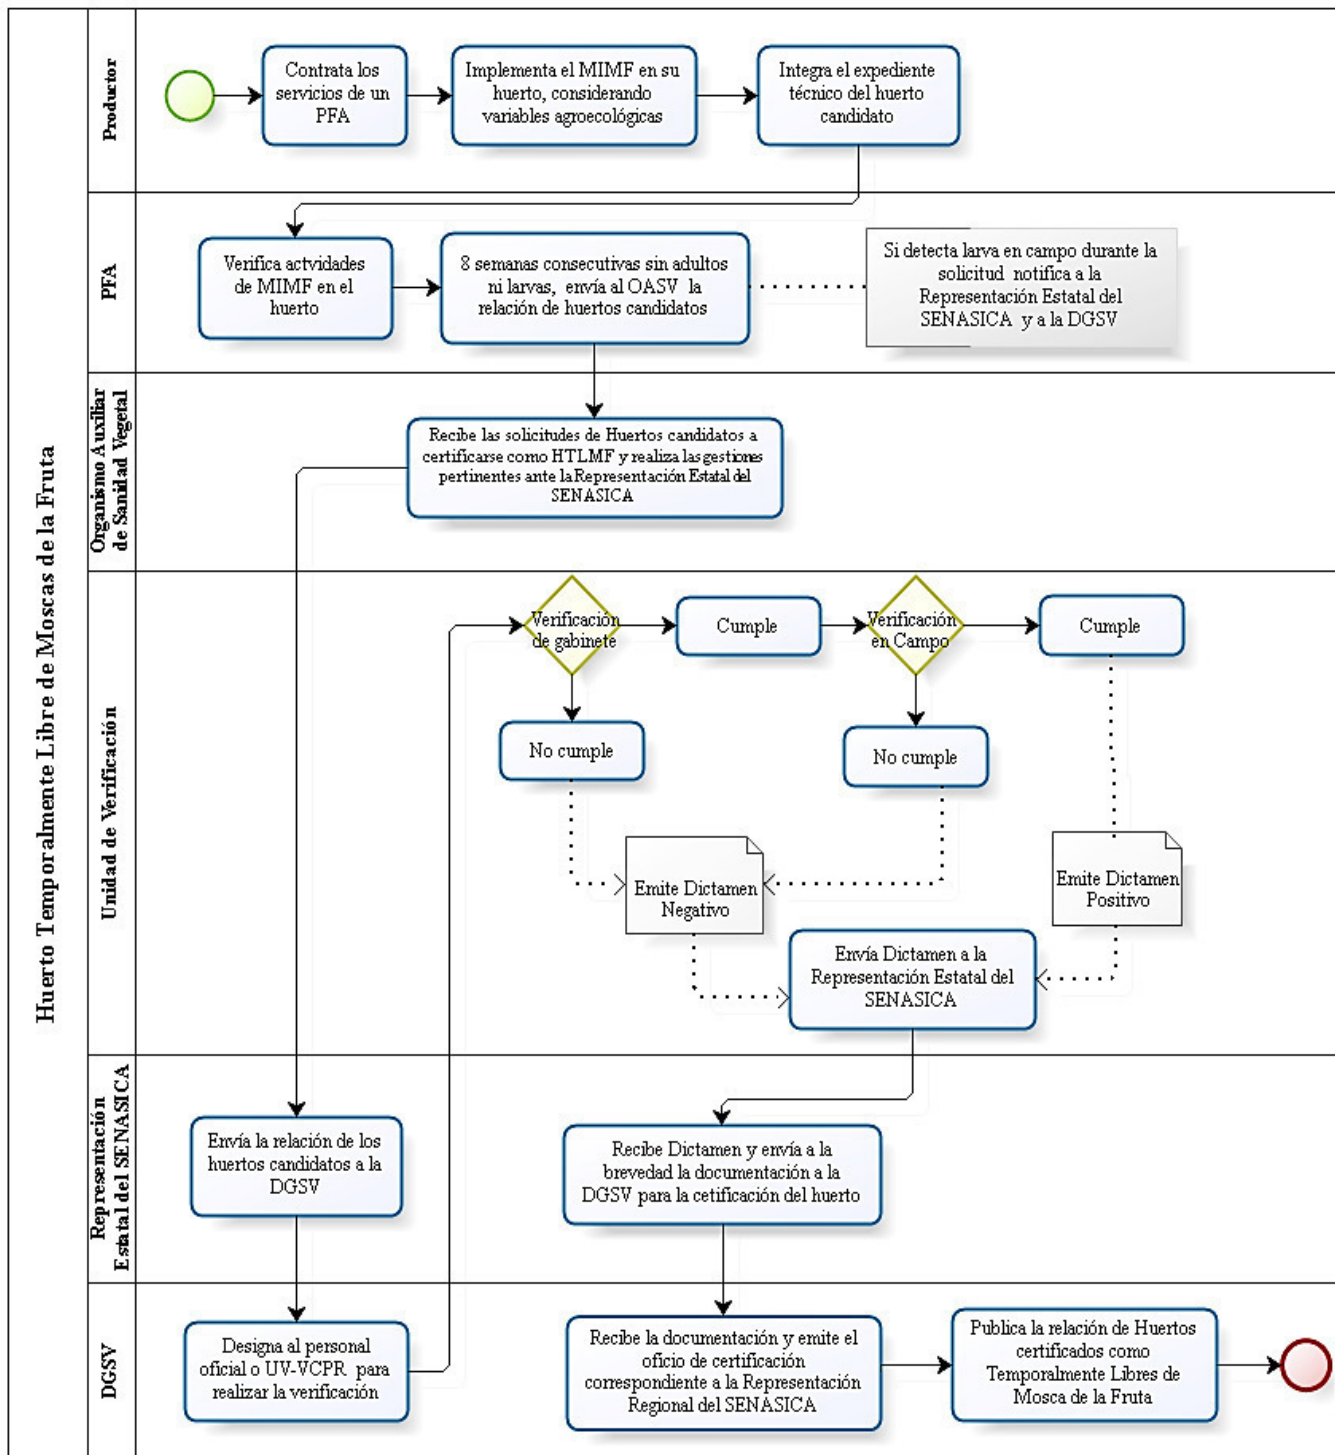 Huerto Temporalmente Libre de Moscas de la Fruta
Productor
Contrata los
servicios de un
PFA
Implementa el MIMF en su
huerto, considerando
variables agroecológicas
Integra el expediente
técnico del huerto
candidato
PFA
Verifica actvidades
de MIMF en el
huerto
8 semanas consecutivas sin adultos
ni larvas, envía al OASV la
relación de huertos candidatos
Si detecta larva en campo durante la
solicitud notifica a la
Representación Estatal del
SENASICA y a la DGSV
Organismo Auxiliar
de Sanidad Vegetal
Recibe las solicitudes de Huertos candidatos a
certificarse como HTLMF y realiza las gestiones
pertinentes ante la Representación Estatal del
SENASICA
Unidad de Verificación
Verificación
de gabinete
Cumple
Verificación
en Campo
Cumple
No cumple
No cumple
Emite Dictamen
Negativo
Emite Dictamen
Positivo
Envía Dictamen a la
Representación Estatal del
SENASICA
Representación
Estatal del SENASICA
Envía la relación de los
huertos candidatos a la
DGSV
Recibe Dictamen y envía a la
brevedad la documentación a la
DGSV para la cetificación del huerto
DGSV
Designa al personal
oficial o UV-VCPR para
realizar la verificación
Recibe la documentación y emite el
oficio de certificación
correspondiente a la Representación
Regional del SENASICA
Publica la relación de Huertos
certificados como
Temporalmente Libres de
Mosca de la Fruta